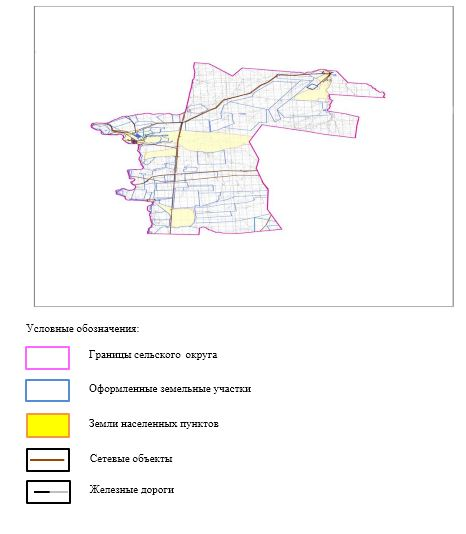 Условные обозначения:
Границы сельского округа
Оформленные земельные участки
Земли населенных пунктов
Сетевые объекты
Железные дороги